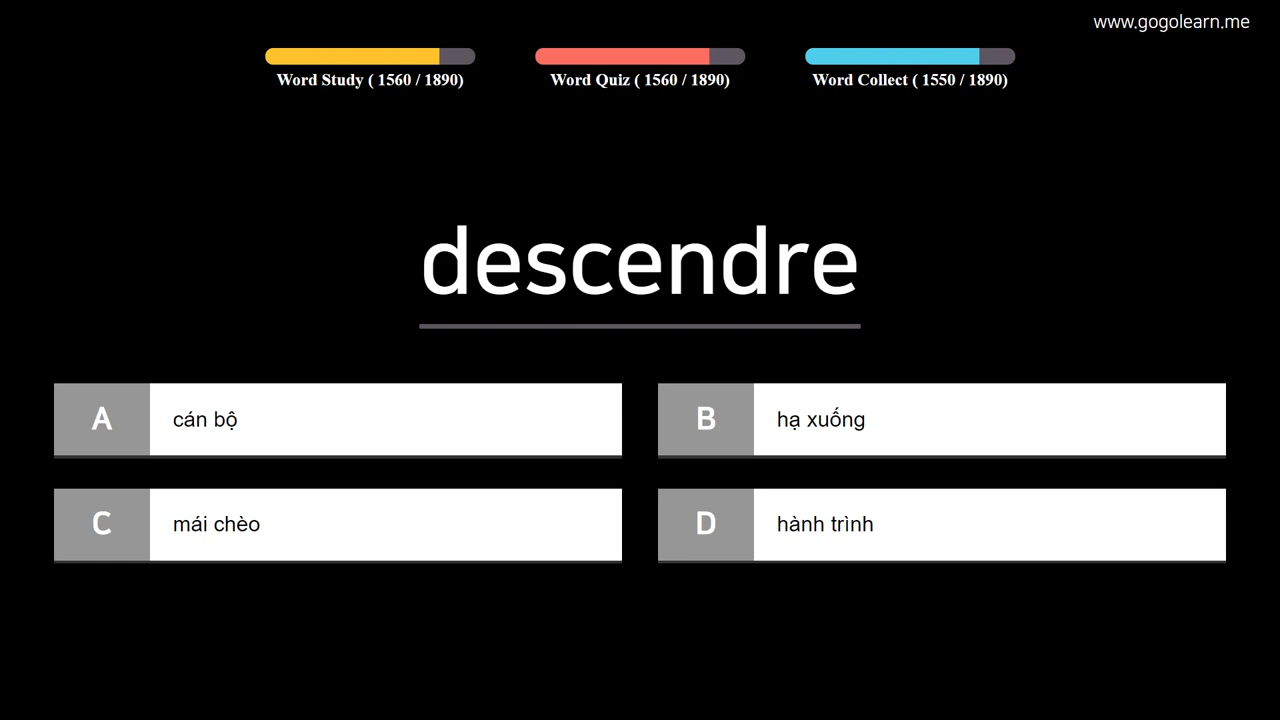 www.gogolearn.me
Word Study ( 1560 / 1890)
Word Quiz ( 1560 / 1890)
Word Collect ( 1550 / 1890)
descendre
A cán bộ
B hạ xuống
C mái chèo
D hành trình